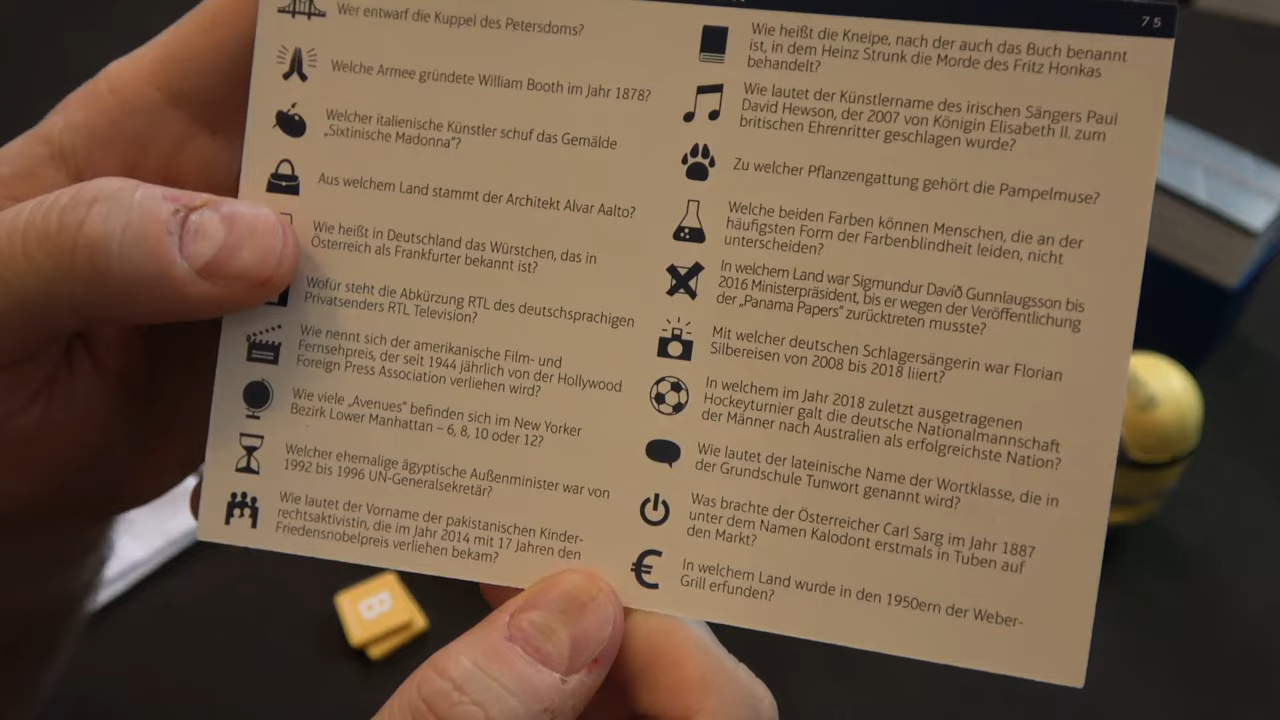 75
Wer entwarf die Kuppel des Petersdoms?
Welche Armee gründete William Booth im Jahr 1878?
Welcher italienische Künstler schuf das Gemälde
„Sixtinische Madonna“?
Aus welchem Land stammt der Architekt Alvar Aalto?
Wie heißt in Deutschland das Würstchen, das in
Österreich als Frankfurter bekannt ist?
Wofür steht die Abkürzung RTL des deutschsprachigen
Privatsenders RTL Television?
Wie nennt sich der amerikanische Film- und
Fernsehpreis, der seit 1944 jährlich von der Hollywood
Foreign Press Association verliehen wird?
Wie viele „Avenues“ befinden sich im New Yorker
Bezirk Lower Manhattan – 6, 8, 10 oder 12?
Welcher ehemalige ägyptische Außenminister war von
1992 bis 1996 UN-Generalsekretär?
Wie lautet der Vorname der pakistanischen Kinder-
rechtsaktivistin, die im Jahr 2014 mit 17 Jahren den
Friedensnobelpreis verliehen bekam?
Wie heißt die Kneipe, nach der auch das Buch benannt
ist, in dem Heinz Strunk die Morde des Fritz Honkas
behandelt?
Wie lautet der Künstlername des irischen Sängers Paul
David Hewson, der 2007 von Königin Elisabeth II. zum
britischen Ehrenritter geschlagen wurde?
Zu welcher Pflanzengattung gehört die Pampelmuse?
Welche beiden Farben können Menschen, die an der
häufigsten Form der Farbenblindheit leiden, nicht
unterscheiden?
In welchem Land war Sigmundur Davíð Gunnlaugsson bis
2016 Ministerpräsident, bis er wegen der Veröffentlichung
der „Panama Papers“ zurücktreten musste?
Mit welcher deutschen Schlagersängerin war Florian
Silbereisen von 2008 bis 2018 liiert?
In welchem im Jahr 2018 zuletzt ausgetragenen
Hockeyturnier galt die deutsche Nationalmannschaft
der Männer nach Australien als erfolgreichste Nation?
Wie lautet der lateinische Name der Wortklasse, die in
der Grundschule Tunwort genannt wird?
Was brachte der Österreicher Carl Sarg im Jahr 1887
unter dem Namen Kalodont erstmals in Tuben auf
den Markt?
In welchem Land wurde in den 1950ern der Weber-
Grill erfunden?
B